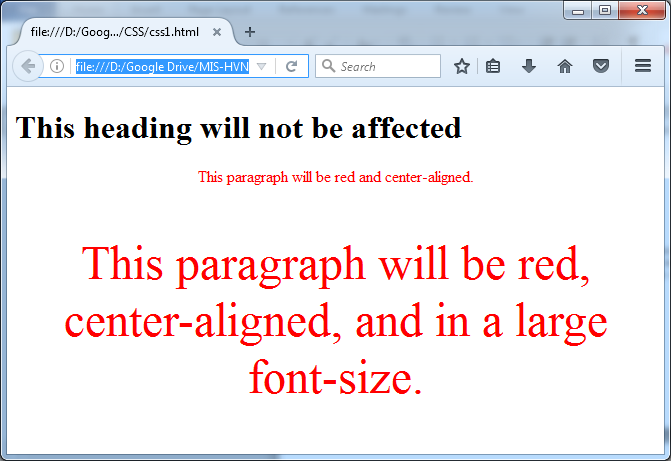 file:///D:/Goog.../CSS/css1.html
file:///D:/Google Drive/MIS-HVN
Search
This heading will not be affected
This paragraph will be red and center-aligned.
This paragraph will be red,
center-aligned, and in a large
font-size.